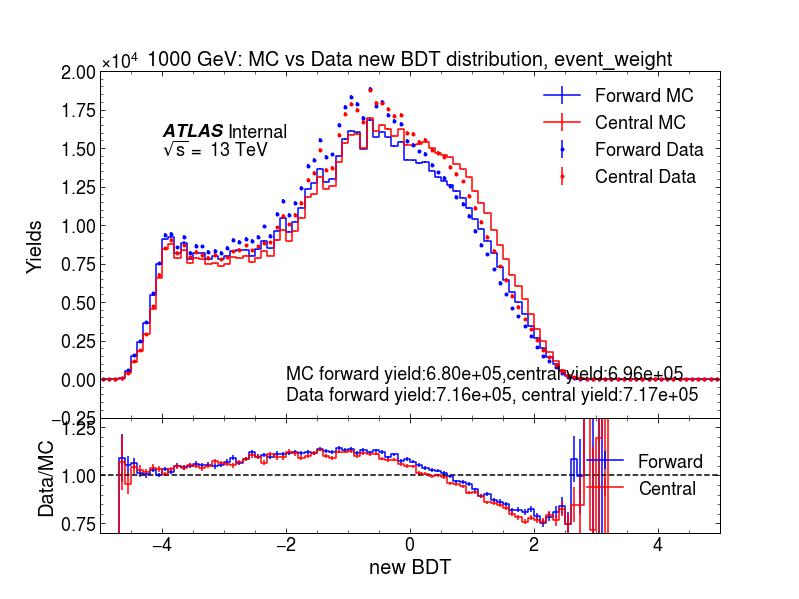 ×10⁴ 1000 GeV: MC vs Data new BDT distribution, event_weight
2.00
1.75
1.50
1.25
1.00
0.75
0.50
0.25
0.00
−0.25
Yields
ATLAS Internal
√s = 13 TeV
Forward MC
Central MC
Forward Data
Central Data
MC forward yield:6.80e+05,central yield:6.96e+05
Data forward yield:7.16e+05, central yield:7.17e+05
1.25
1.00
0.75
Data/MC
Forward
Central
−4 −2 0 2 4
new BDT